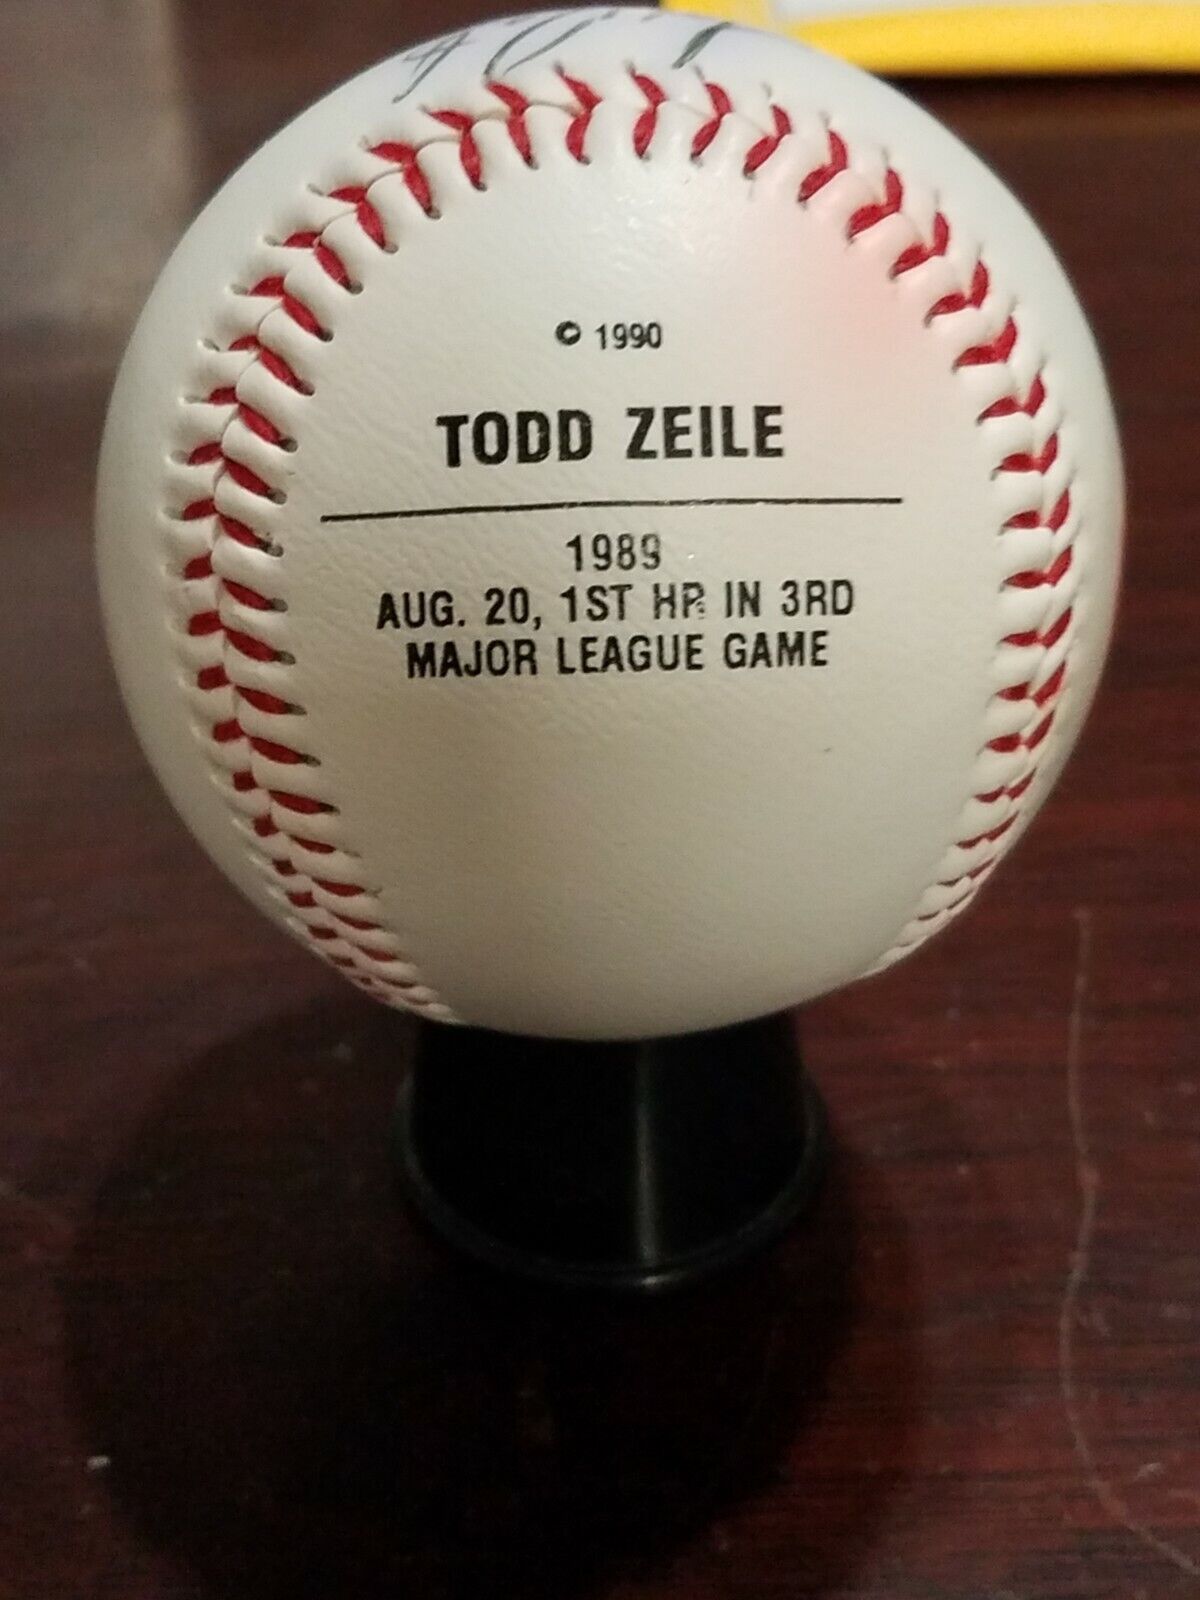 © 1990
TODD ZEILE
1989
AUG. 20, 1ST HR IN 3RD
MAJOR LEAGUE GAME